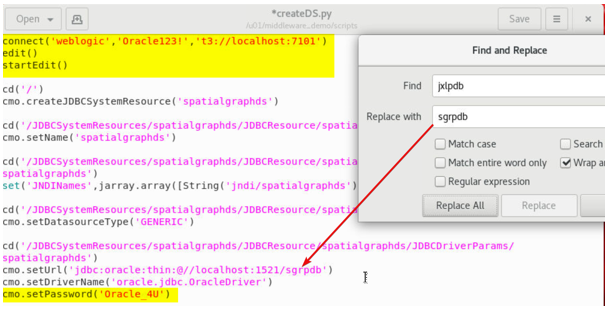 Open
*createDS.py
/u01/middleware_demo/scripts
Save
connect('weblogic','Oracle123!','t3://localhost:7101')
edit()
startEdit()
cd('/')
cmo.createJDBCSystemResource('spatialgraphds')
cd('/JDBCSystemResources/spatialgraphds/JDBCResource/spatia
cmo.setName('spatialgraphds')
cd('/JDBCSystemResources/spatialgraphds/JDBCResource/spatia
set('JNDINames',jarray.array([String('jndi/spatialgraphds')
cd('/JDBCSystemResources/spatialgraphds/JDBCResource/spatia
cmo.setDatasourceType('GENERIC')
cd('/JDBCSystemResources/spatialgraphds/JDBCResource/spatialgraphds/JDBCDriverParams/
spatialgraphds')
cmo.setUrl('jdbc:oracle:thin:@//localhost:1521/sgrpdb')
cmo.setDriverName('oracle.jdbc.OracleDriver')
cmo.setPassword('Oracle_4U')
Find and Replace
Find
jxlpdb
Replace with
sgrpdb
Match case
Search
Match entire word only
Wrap ar
Regular expression
Replace All
Replace